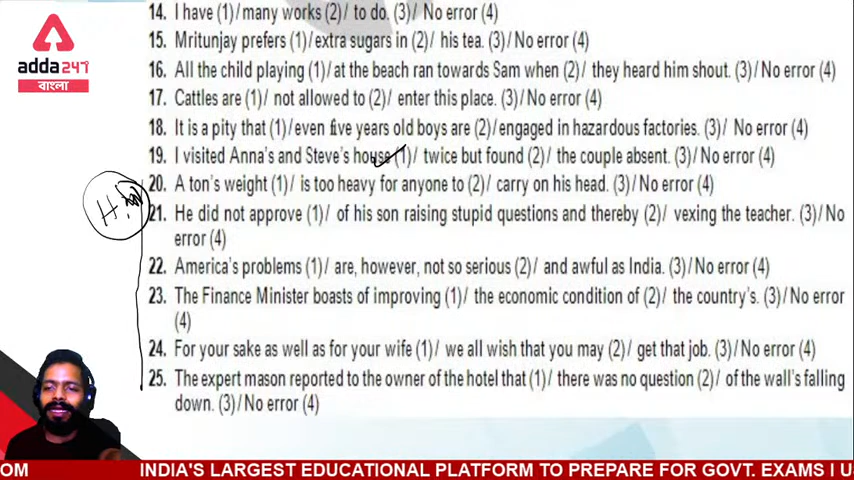 14. I have (1)/many works (2)/ to do. (3)/ No error (4)
15. Mritunjay prefers (1)/extra sugars in (2)/ his tea. (3)/No error (4)
adda247
বাংলা
16. All the child playing (1)/at the beach ran towards Sam when (2)/ they heard him shout. (3)/ No error (4)
17. Cattles are (1)/ not allowed to (2)/ enter this place. (3)/No error (4)
18. It is a pity that (1)/even five years old boys are (2)/engaged in hazardous factories. (3)/ No error (4)
19. I visited Anna's and Steve's house (1)/ twice but found (2)/ the couple absent. (3)/ No error (4)
20. A ton's weight (1)/ is too heavy for anyone to (2)/ carry on his head. (3)/ No error (4)
21. He did not approve (1)/ of his son raising stupid questions and thereby (2)/ vexing the teacher. (3)/No
error (4)
22. America's problems (1)/ are, however, not so serious (2)/ and awful as India. (3)/ No error (4)
23. The Finance Minister boasts of improving (1)/ the economic condition of (2)/ the country's. (3)/No error
(4)
24. For your sake as well as for your wife (1)/ we all wish that you may (2)/ get that job. (3)/No error (4)
25. The expert mason reported to the owner of the hotel that (1)/ there was no question (2)/ of the wall's falling
down. (3)/No error (4)
OM INDIA'S LARGEST EDUCATIONAL PLATFORM TO PREPARE FOR GOVT. EXAMS I U